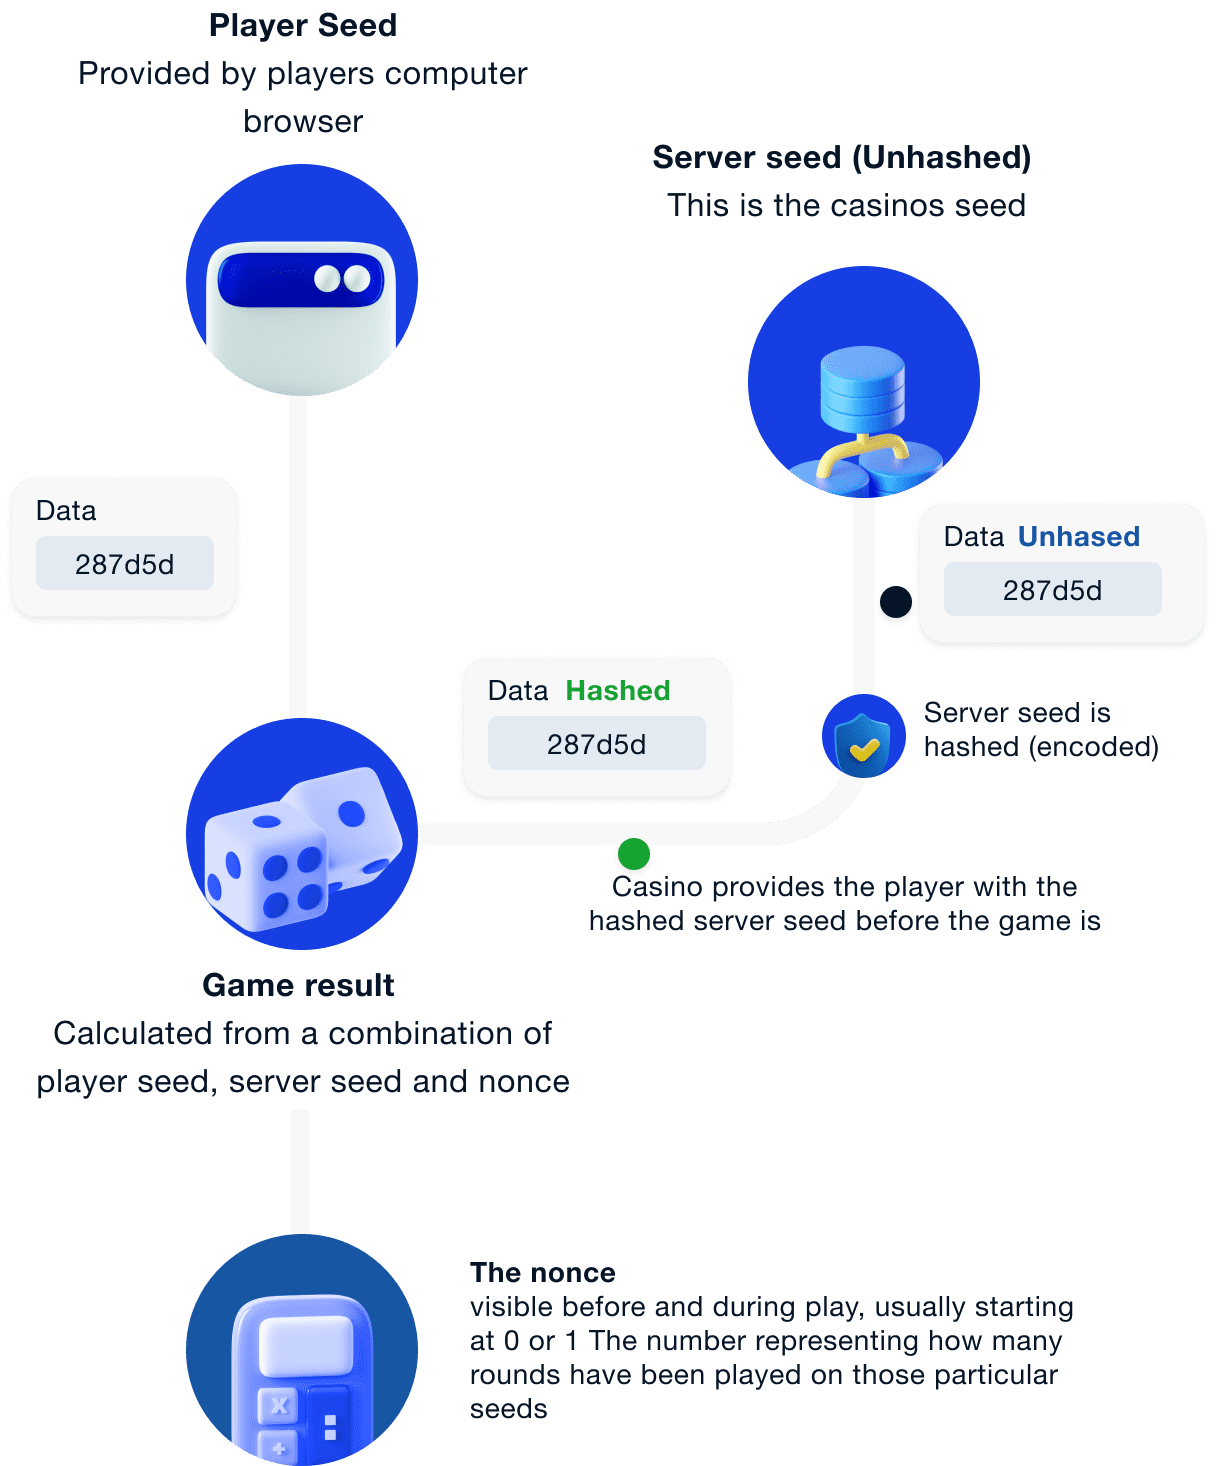 Player Seed
Provided by players computer
browser
Server seed (Unhashed)
This is the casinos seed
Data
287d5d
Data Unhased
287d5d
Data Hashed
287d5d
Server seed is
hashed (encoded)
Casino provides the player with the
hashed server seed before the game is
Game result
Calculated from a combination of
player seed, server seed and nonce
The nonce
visible before and during play, usually starting
at 0 or 1 The number representing how many
rounds have been played on those particular
seeds